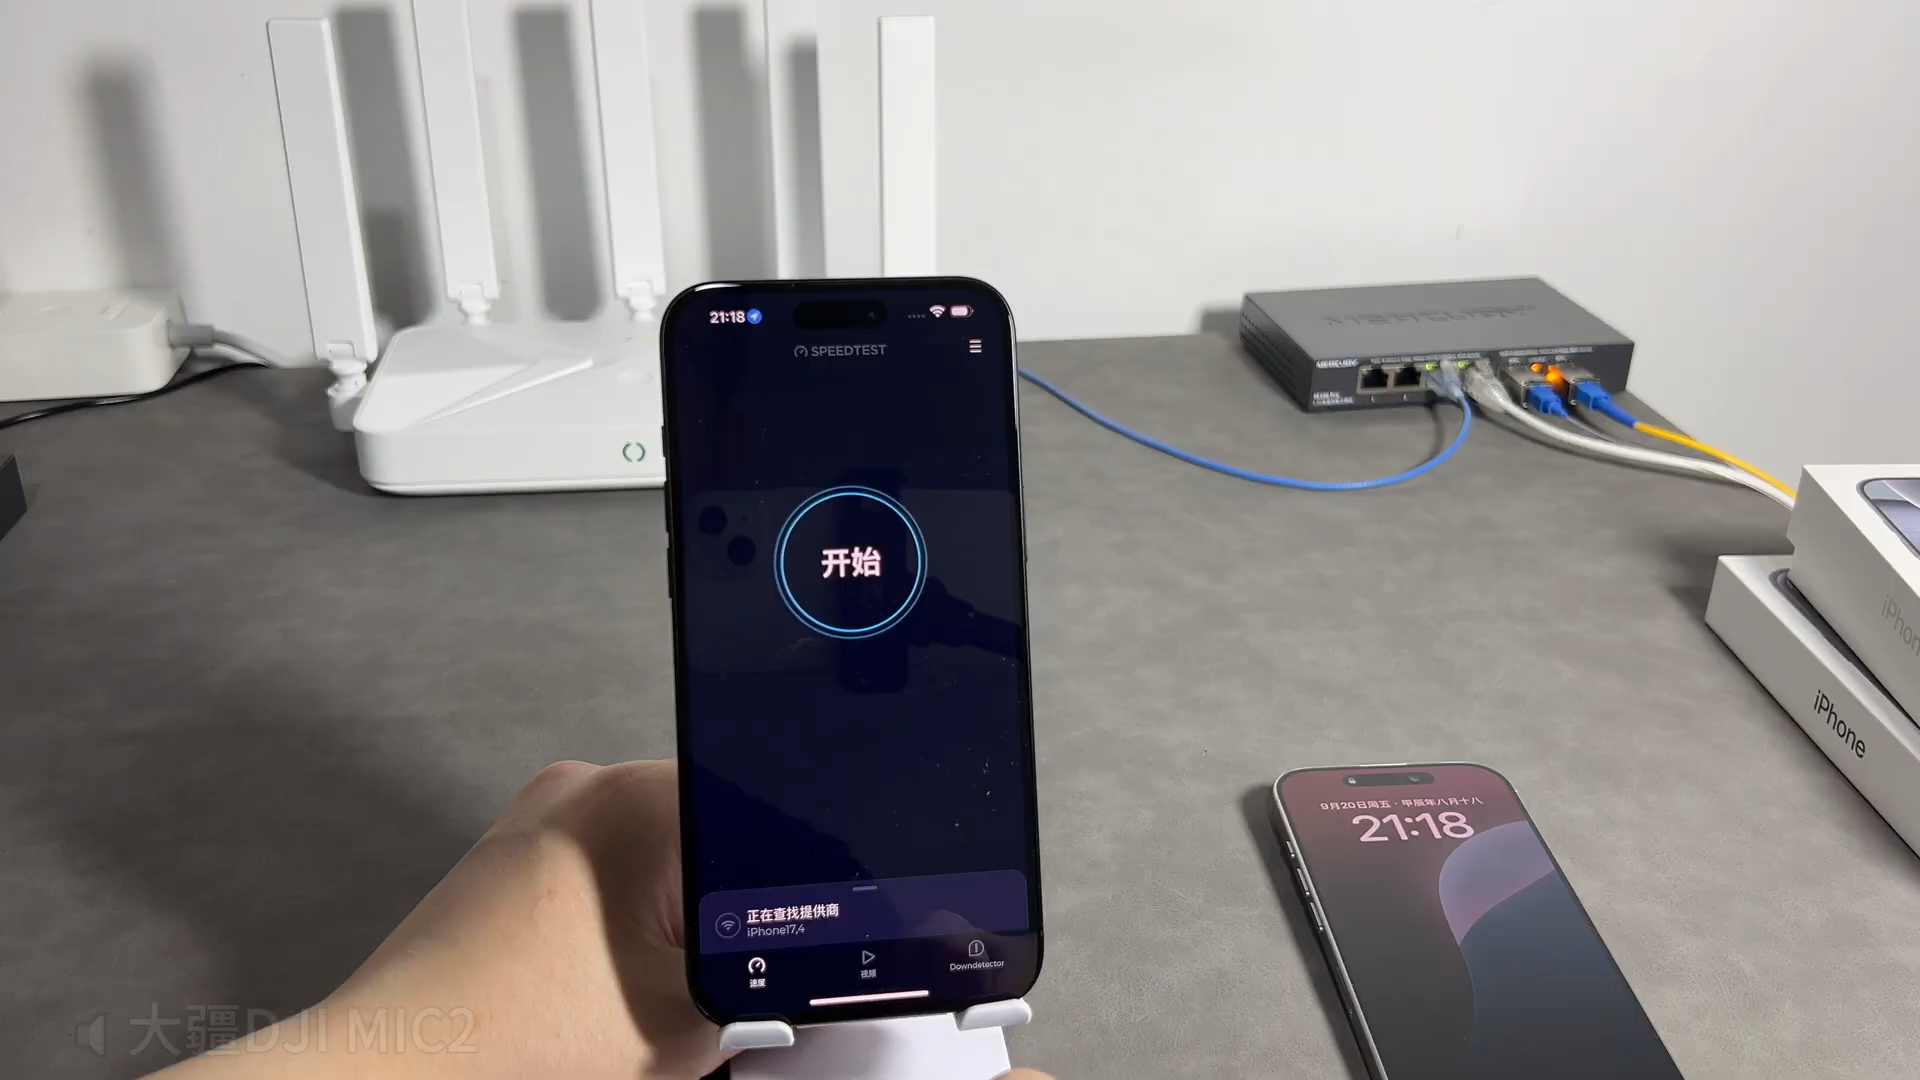 21:18
SPEEDTEST
开始
正在查找提供商
iPhone17,4
速度
视频
Downdetector
MERCURY
9月20日周五·甲辰年八月十八
21:18
iPhone
iPhon
大疆DJI MIC2